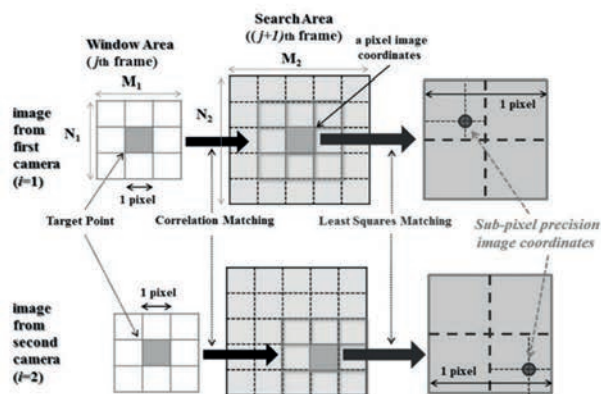 Search Area
((j+1)th frame)
Window Area
(jth frame)
a pixel image
coordinates
M₁
M₂
N₁
N₂
image
from
first
camera
(i=1)
1 pixel
1 pixel
Target Point
Correlation Matching
Least Squares Matching
Sub-pixel precision
image coordinates
1 pixel
image
from
second
camera
(i=2)
1 pixel